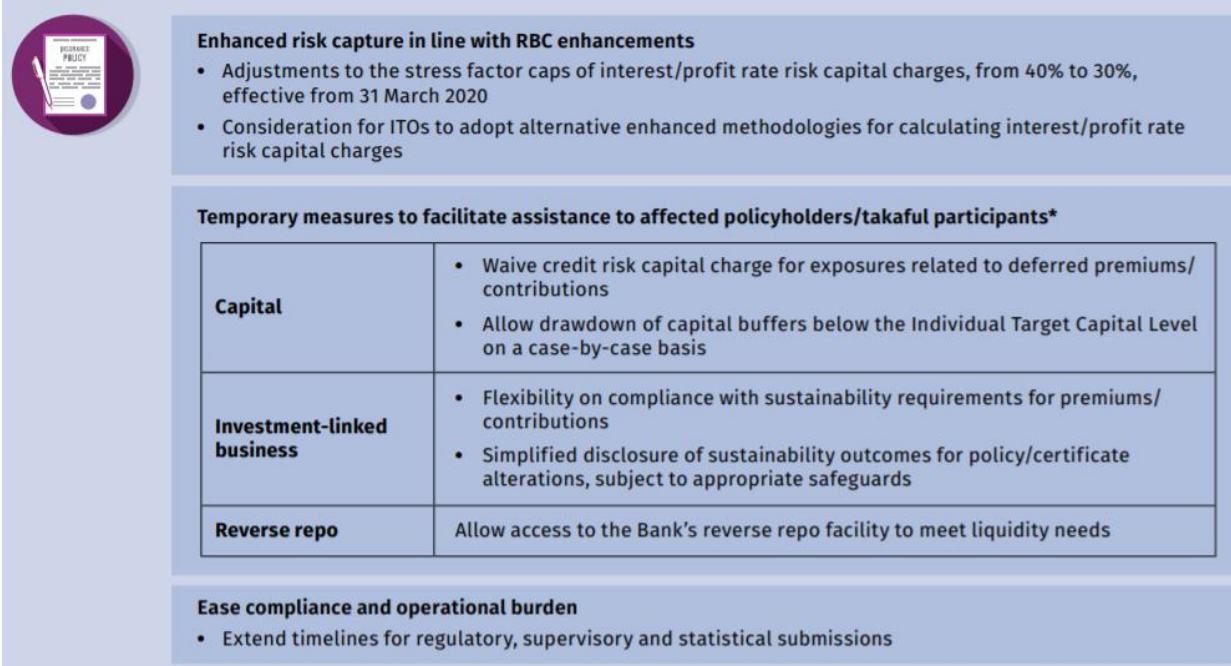 INSURANCE
POLICY
Enhanced risk capture in line with RBC enhancements
• Adjustments to the stress factor caps of interest/profit rate risk capital charges, from 40% to 30%,
effective from 31 March 2020
• Consideration for ITOs to adopt alternative enhanced methodologies for calculating interest/profit rate
risk capital charges
Temporary measures to facilitate assistance to affected policyholders/takaful participants*
Capital
• Waive credit risk capital charge for exposures related to deferred premiums/
contributions
• Allow drawdown of capital buffers below the Individual Target Capital Level
on a case-by-case basis
Investment-linked
business
• Flexibility on compliance with sustainability requirements for premiums/
contributions
• Simplified disclosure of sustainability outcomes for policy/certificate
alterations, subject to appropriate safeguards
Reverse repo
Allow access to the Bank’s reverse repo facility to meet liquidity needs
Ease compliance and operational burden
• Extend timelines for regulatory, supervisory and statistical submissions